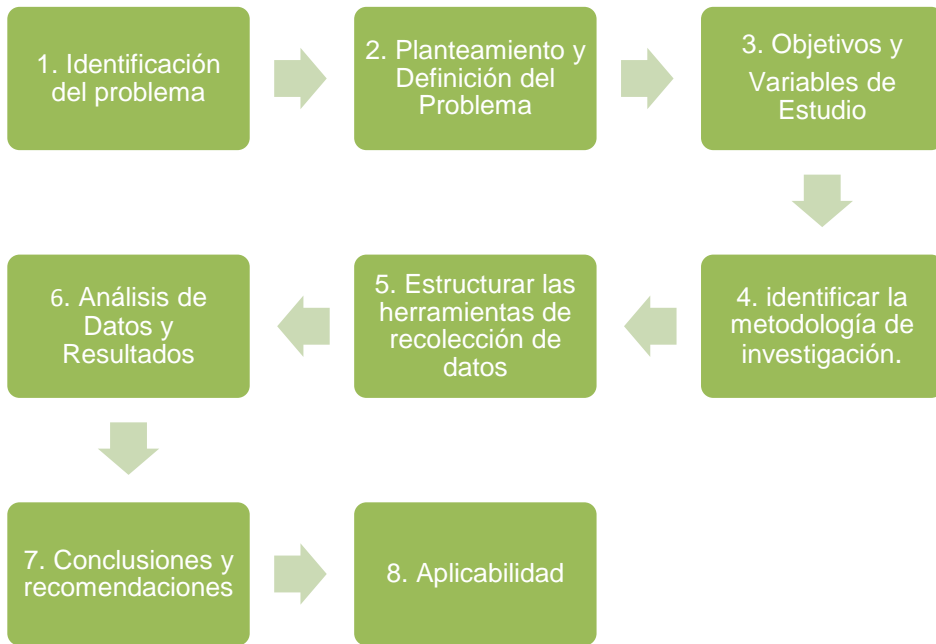 1. Identificación
del problema
2. Planteamiento y
Definición del
Problema
3. Objetivos y
Variables de
Estudio
4. identificar la
metodología de
investigación.
5. Estructurar las
herramientas de
recolección de
datos
6. Análisis de
Datos y
Resultados
7. Conclusiones y
recomendaciones
8. Aplicabilidad